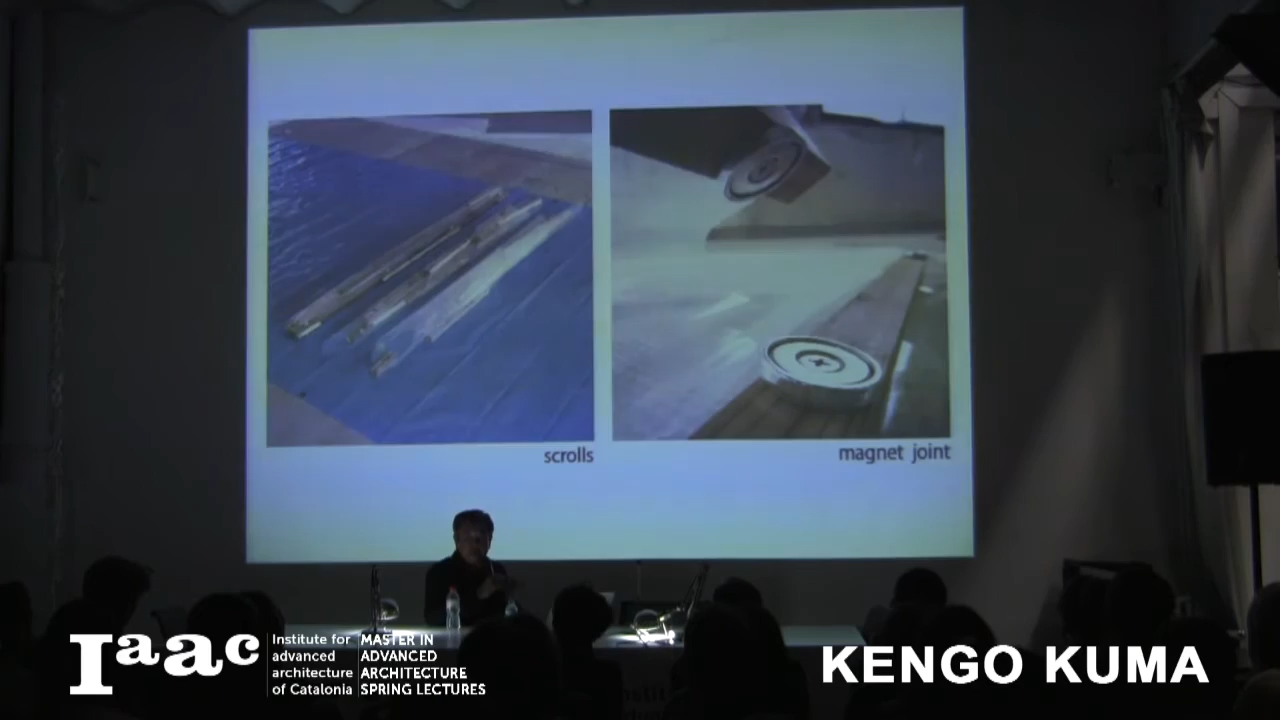 scrolls
magnet joint
Iaac
Institute for
advanced
architecture
of Catalonia
MASTER IN
ADVANCED
ARCHITECTURE
SPRING LECTURES
KENGO KUMA